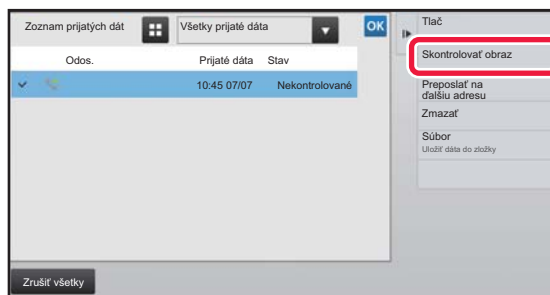 Zoznam prijatých dát
Všetky prijaté dáta
OK
Odos.
Prijaté dáta
Stav
10:45 07/07
Nekontrolované
Zrušiť všetky
Tlač
Skontrolovať obraz
Preposlať na
ďalšiu adresu
Zmazať
Súbor
Uložiť dáta do zložky